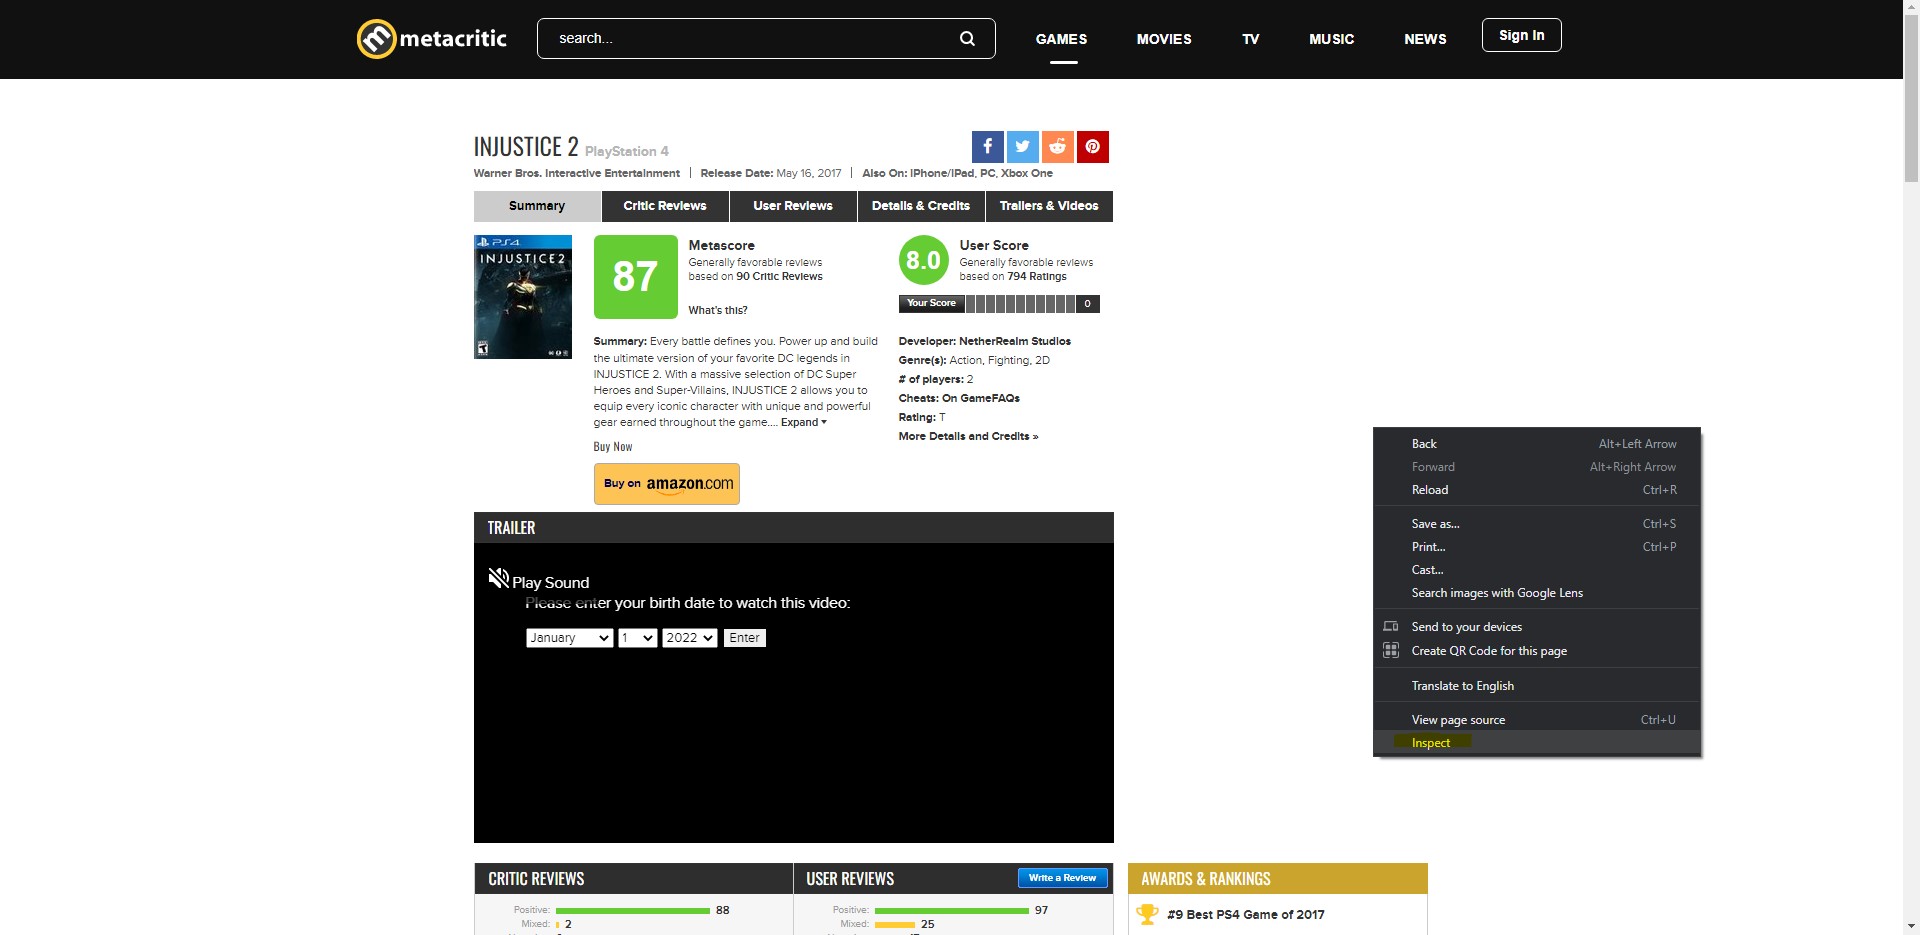 metacritic
search...
GAMES
MOVIES
TV
MUSIC
NEWS
Sign In
INJUSTICE 2 PlayStation 4
Warner Bros. Interactive Entertainment | Release Date: May 16, 2017 | Also On: iPhone/iPad, PC, Xbox One
Summary
Critic Reviews
User Reviews
Details & Credits
Trailers & Videos
PS4
INJUSTICE 2
87
Metascore
Generally favorable reviews
based on 90 Critic Reviews
What's this?
8.0
User Score
Generally favorable reviews
based on 794 Ratings
Your Score
0
Summary: Every battle defines you. Power up and build
the ultimate version of your favorite DC legends in
INJUSTICE 2. With a massive selection of DC Super
Heroes and Super-Villains, INJUSTICE 2 allows you to
equip every iconic character with unique and powerful
gear earned throughout the game.... Expand
Buy Now
Buy on amazon.com
Developer: NetherRealm Studios
Genre(s): Action, Fighting, 2D
# of players: 2
Cheats: On GameFAQs
Rating: T
More Details and Credits »
TRAILER
Play Sound
Please enter your birth date to watch this video:
January 1 2022 Enter
Back Alt+Left Arrow
Forward Alt+Right Arrow
Reload Ctrl+R
Save as... Ctrl+S
Print... Ctrl+P
Cast...
Search images with Google Lens
Send to your devices
Create QR Code for this page
Translate to English
View page source Ctrl+U
Inspect
CRITIC REVIEWS
Positive: 88
Mixed: 2
USER REVIEWS
Write a Review
Positive: 97
Mixed: 25
AWARDS & RANKINGS
#9 Best PS4 Game of 2017